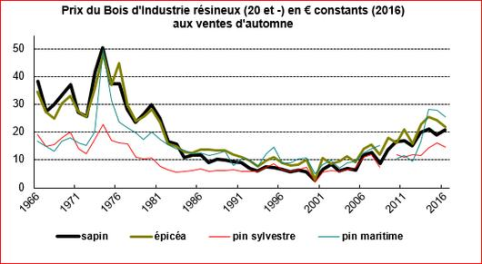 Prix du Bois d'Industrie résineux (20 et -) en € constants (2016)
aux ventes d'automne
50
40
30
20
10
0
1966 1971 1976 1981 1986 1991 1996 2001 2006 2011 2016
sapin épicéa pin sylvestre pin maritime